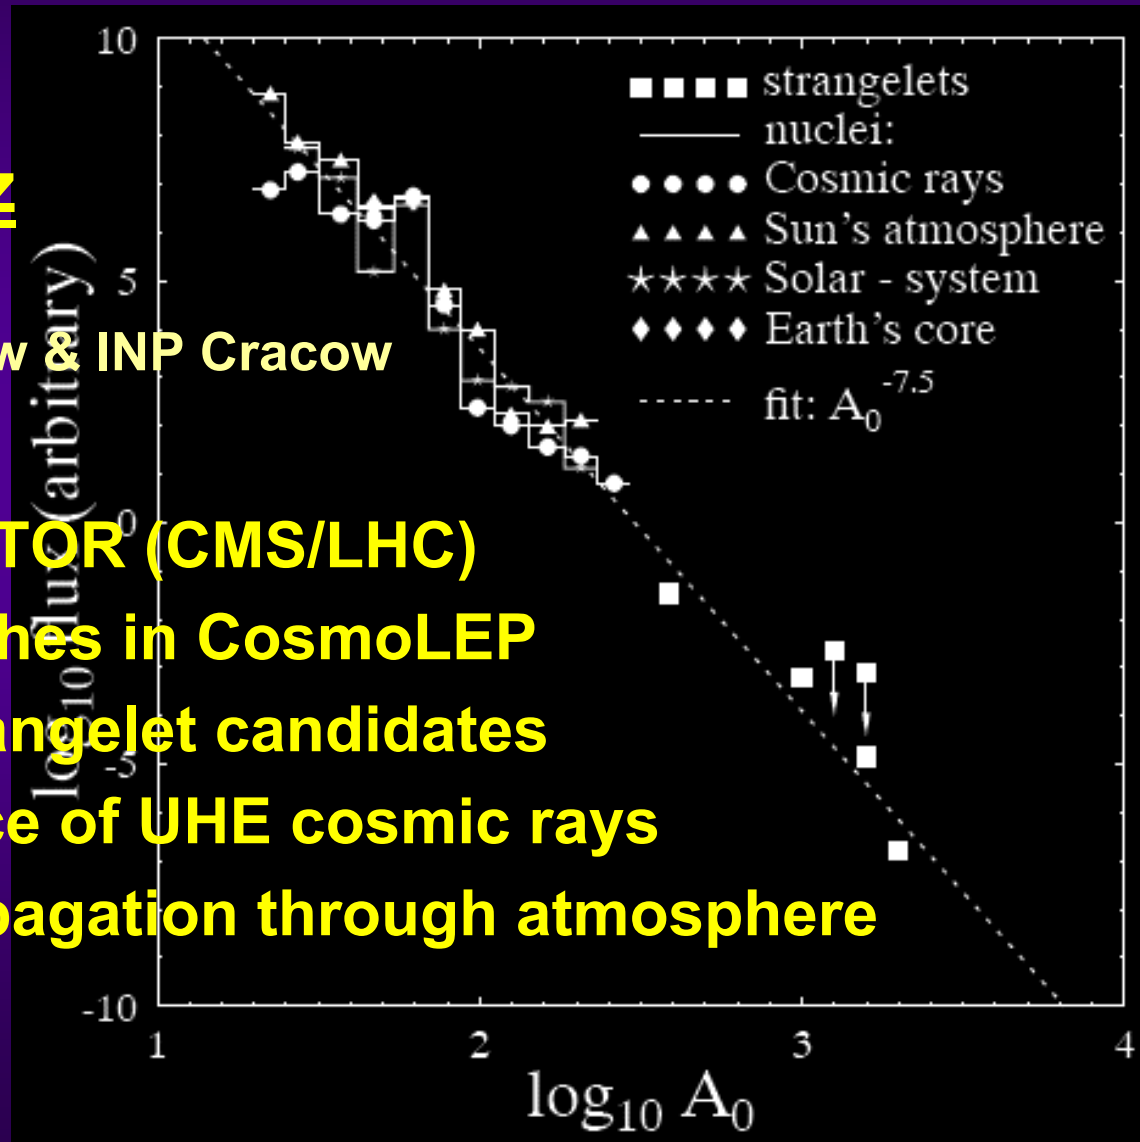 10
strangelets
nuclei:
Cosmic rays
Z
Sun's atmosphere
5
Solar - system
Earth's core
w & INP Cracow
fit: A₀⁻⁷·⁵
log₁₀ flux (arbitrary)
0
TOR (CMS/LHC)
hes in CosmoLEP
angelet candidates
-5
ce of UHE cosmic rays
pagation through atmosphere
-10
1 2 3 4
log₁₀ A₀